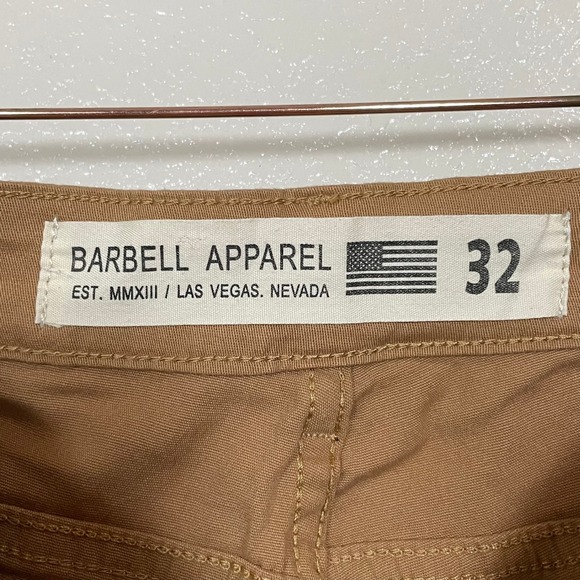 BARBELL APPAREL
EST. MMXIII / LAS VEGAS. NEVADA
32